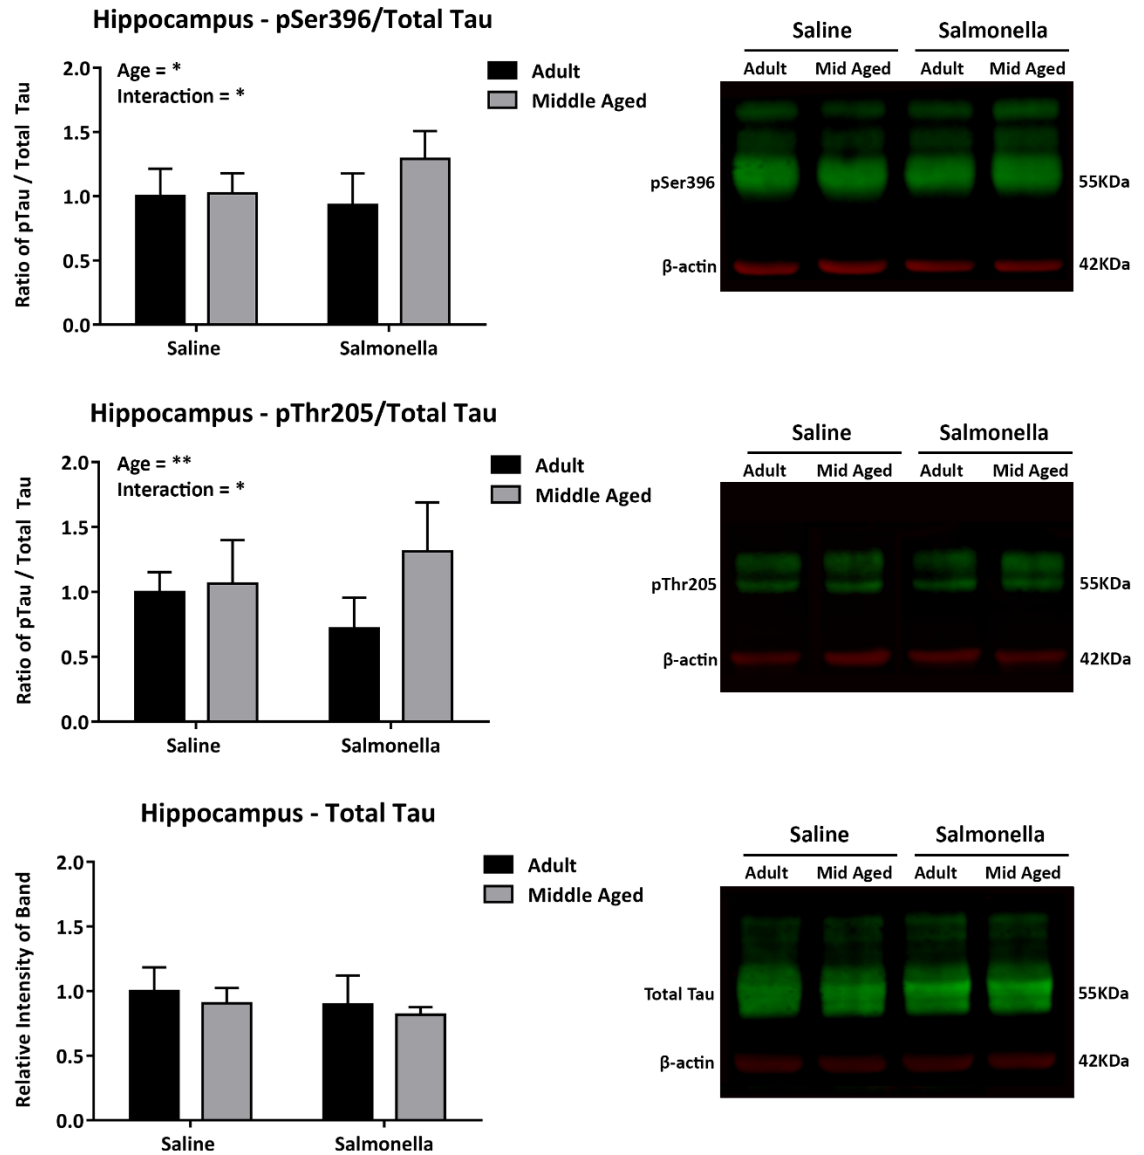 Hippocampus - pSer396/Total Tau
Ratio of pTau / Total Tau
2.0
1.5
1.0
0.5
0.0
Age = *
Interaction = *
Adult
Middle Aged
Saline
Salmonella
Saline
Salmonella
Adult
Mid Aged
Adult
Mid Aged
pSer396
55KDa
β-actin
42KDa
Hippocampus - pThr205/Total Tau
Ratio of pTau / Total Tau
2.0
1.5
1.0
0.5
0.0
Age = **
Interaction = *
Adult
Middle Aged
Saline
Salmonella
Saline
Salmonella
Adult
Mid Aged
Adult
Mid Aged
pThr205
55KDa
β-actin
42KDa
Hippocampus - Total Tau
Relative Intensity of Band
2.0
1.5
1.0
0.5
0.0
Adult
Middle Aged
Saline
Salmonella
Saline
Salmonella
Adult
Mid Aged
Adult
Mid Aged
Total Tau
55KDa
β-actin
42KDa